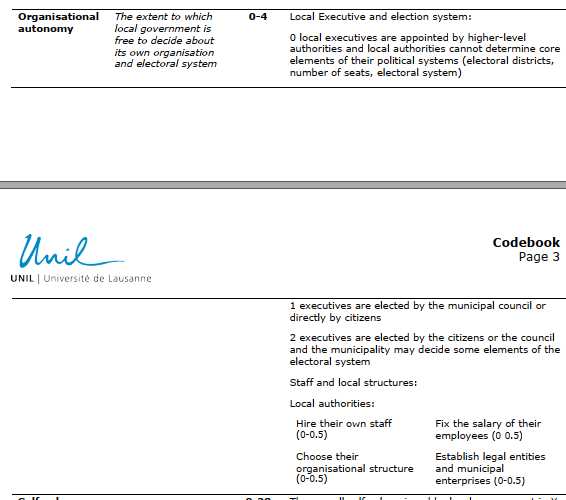 Organisational autonomy
The extent to which local government is free to decide about its own organisation and electoral system
0-4
Local Executive and election system:
0 local executives are appointed by higher-level
authorities and local authorities cannot determine core
elements of their political systems (electoral districts,
number of seats, electoral system)
Unil
UNIL | Université de Lausanne
Codebook
Page 3
1 executives are elected by the municipal council or
directly by citizens
2 executives are elected by the citizens or the council
and the municipality may decide some elements of the
electoral system
Staff and local structures:
Local authorities:
Hire their own staff
(0-0.5)
Fix the salary of their
employees (0 0.5)
Choose their
organisational structure
(0-0.5)
Establish legal entities
and municipal
enterprises (0-0.5)